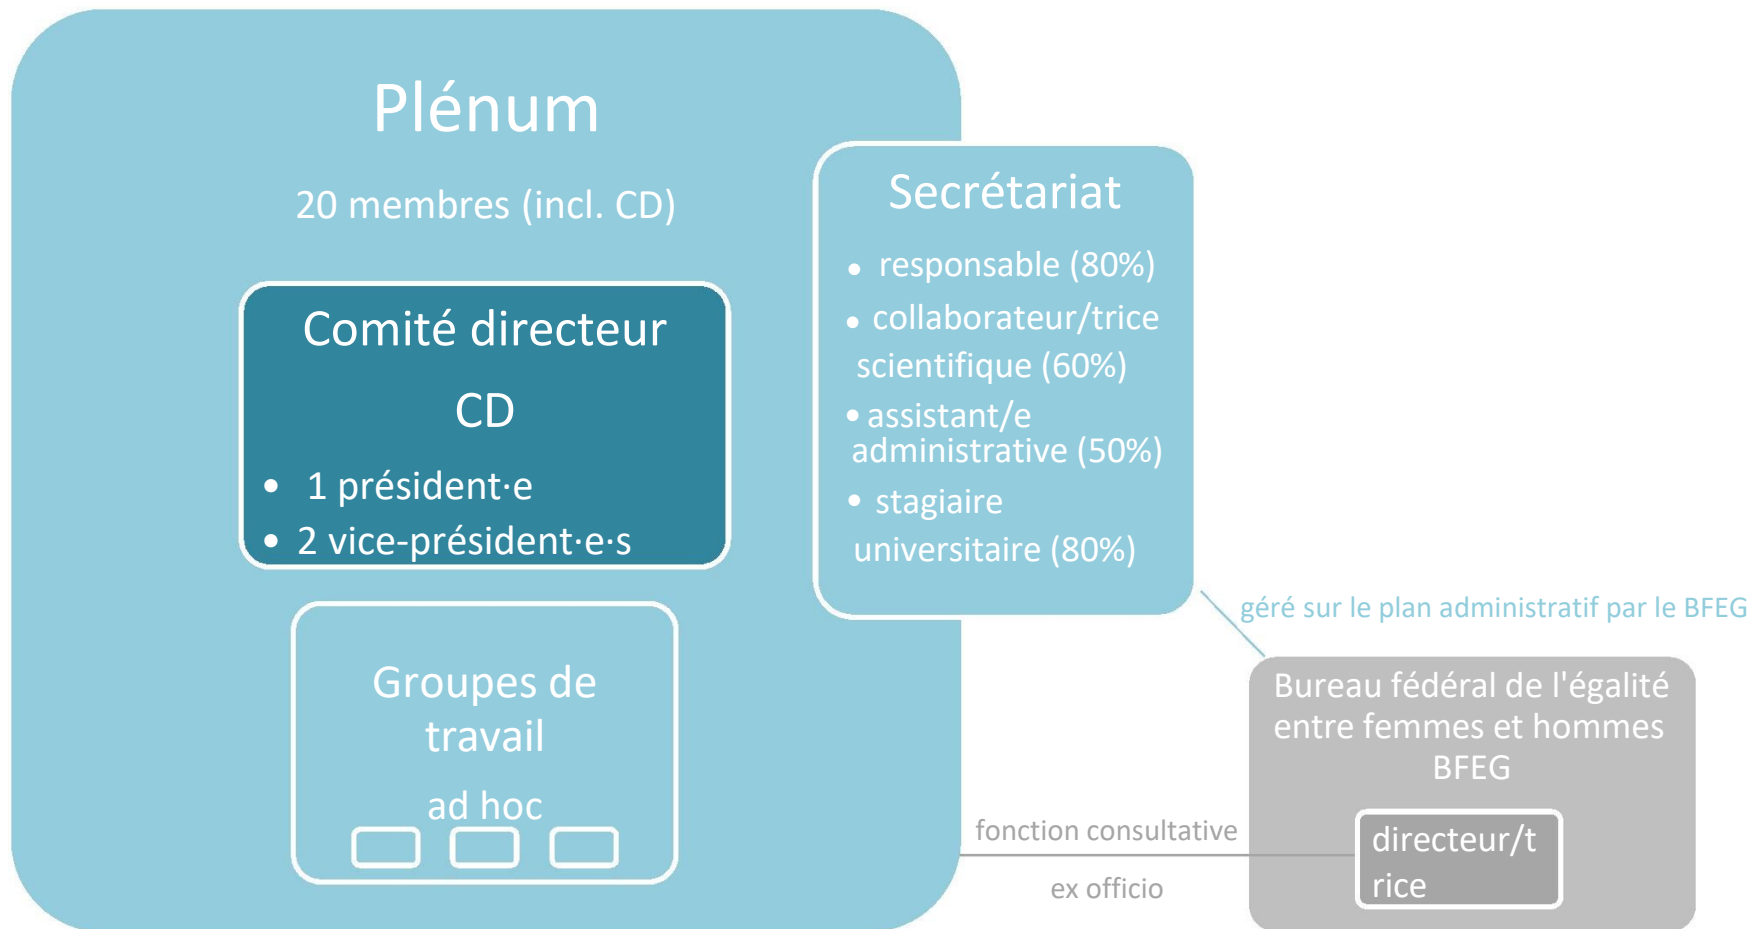 Plénum
20 membres (incl. CD)
Comité directeur
CD
• 1 président·e
• 2 vice-président·e·s
Groupes de
travail
ad hoc
Secrétariat
• responsable (80%)
• collaborateur/trice
scientifique (60%)
• assistant/e
administrative (50%)
• stagiaire
universitaire (80%)
géré sur le plan administratif par le BFEG
Bureau fédéral de l'égalité
entre femmes et hommes
BFEG
fonction consultative
ex officio
directeur/t
rice